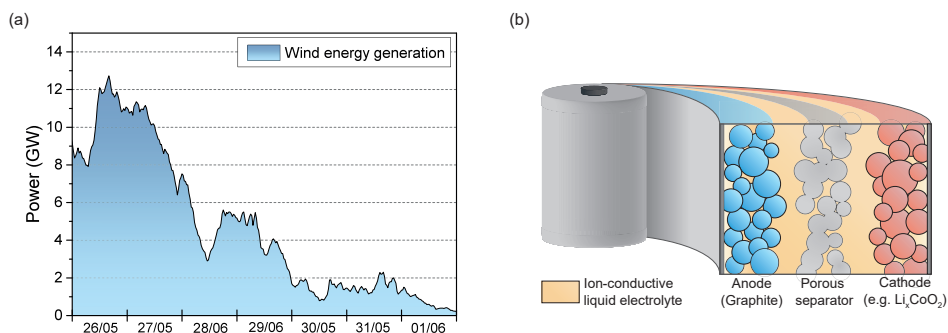 (a)
Wind energy generation
14
12
10
8
6
4
2
0
Power (GW)
26/05 27/05 28/06 29/06 30/05 31/05 01/06
(b)
Ion-conductive
liquid electrolyte
Anode
(Graphite)
Porous
separator
Cathode
(e.g. LiₓCoO₂)